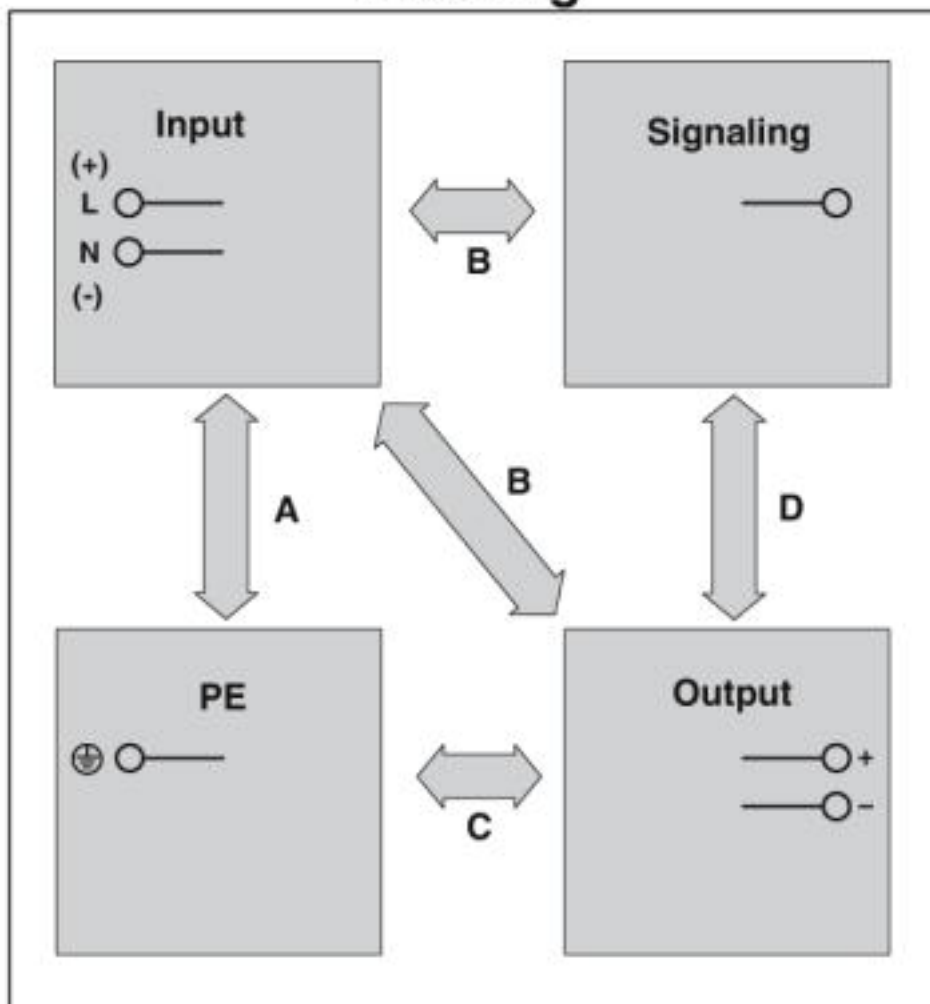 Input
(+)
L
N
(-)
Signaling
B
A
B
D
PE
C
Output
+
–